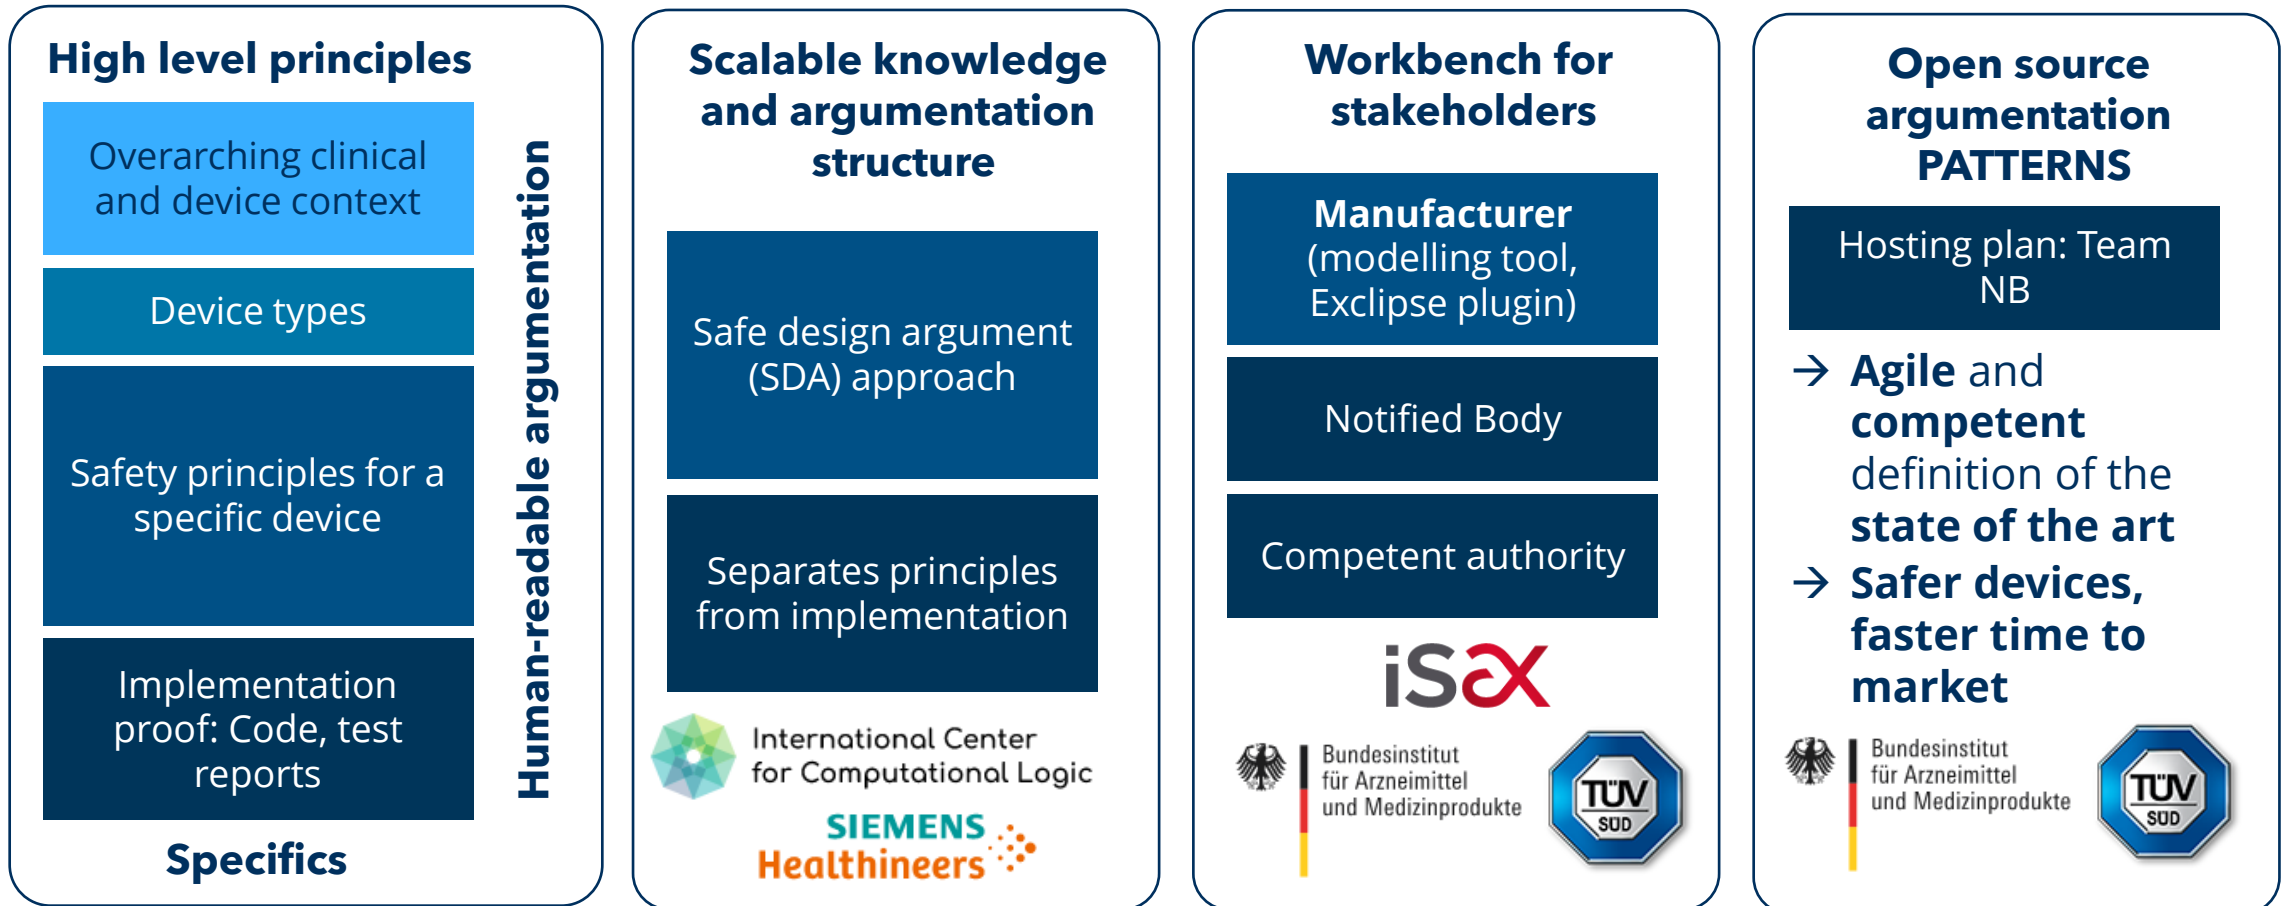 High level principles
Overarching clinical
and device context
Device types
Safety principles for a
specific device
Implementation
proof: Code, test
reports
Specifics
Human-readable argumentation
Scalable knowledge
and argumentation
structure
Safe design argument
(SDA) approach
Separates principles
from implementation
International Center
for Computational Logic
SIEMENS
Healthineers
Workbench for
stakeholders
Manufacturer
(modelling tool,
Exclipse plugin)
Notified Body
Competent authority
iSAX
Bundesinstitut
für Arzneimittel
und Medizinprodukte
TÜV
SÜD
Open source
argumentation
PATTERNS
Hosting plan: Team
NB
→ Agile and
competent
definition of the
state of the art
→ Safer devices,
faster time to
market
Bundesinstitut
für Arzneimittel
und Medizinprodukte
TÜV
SÜD